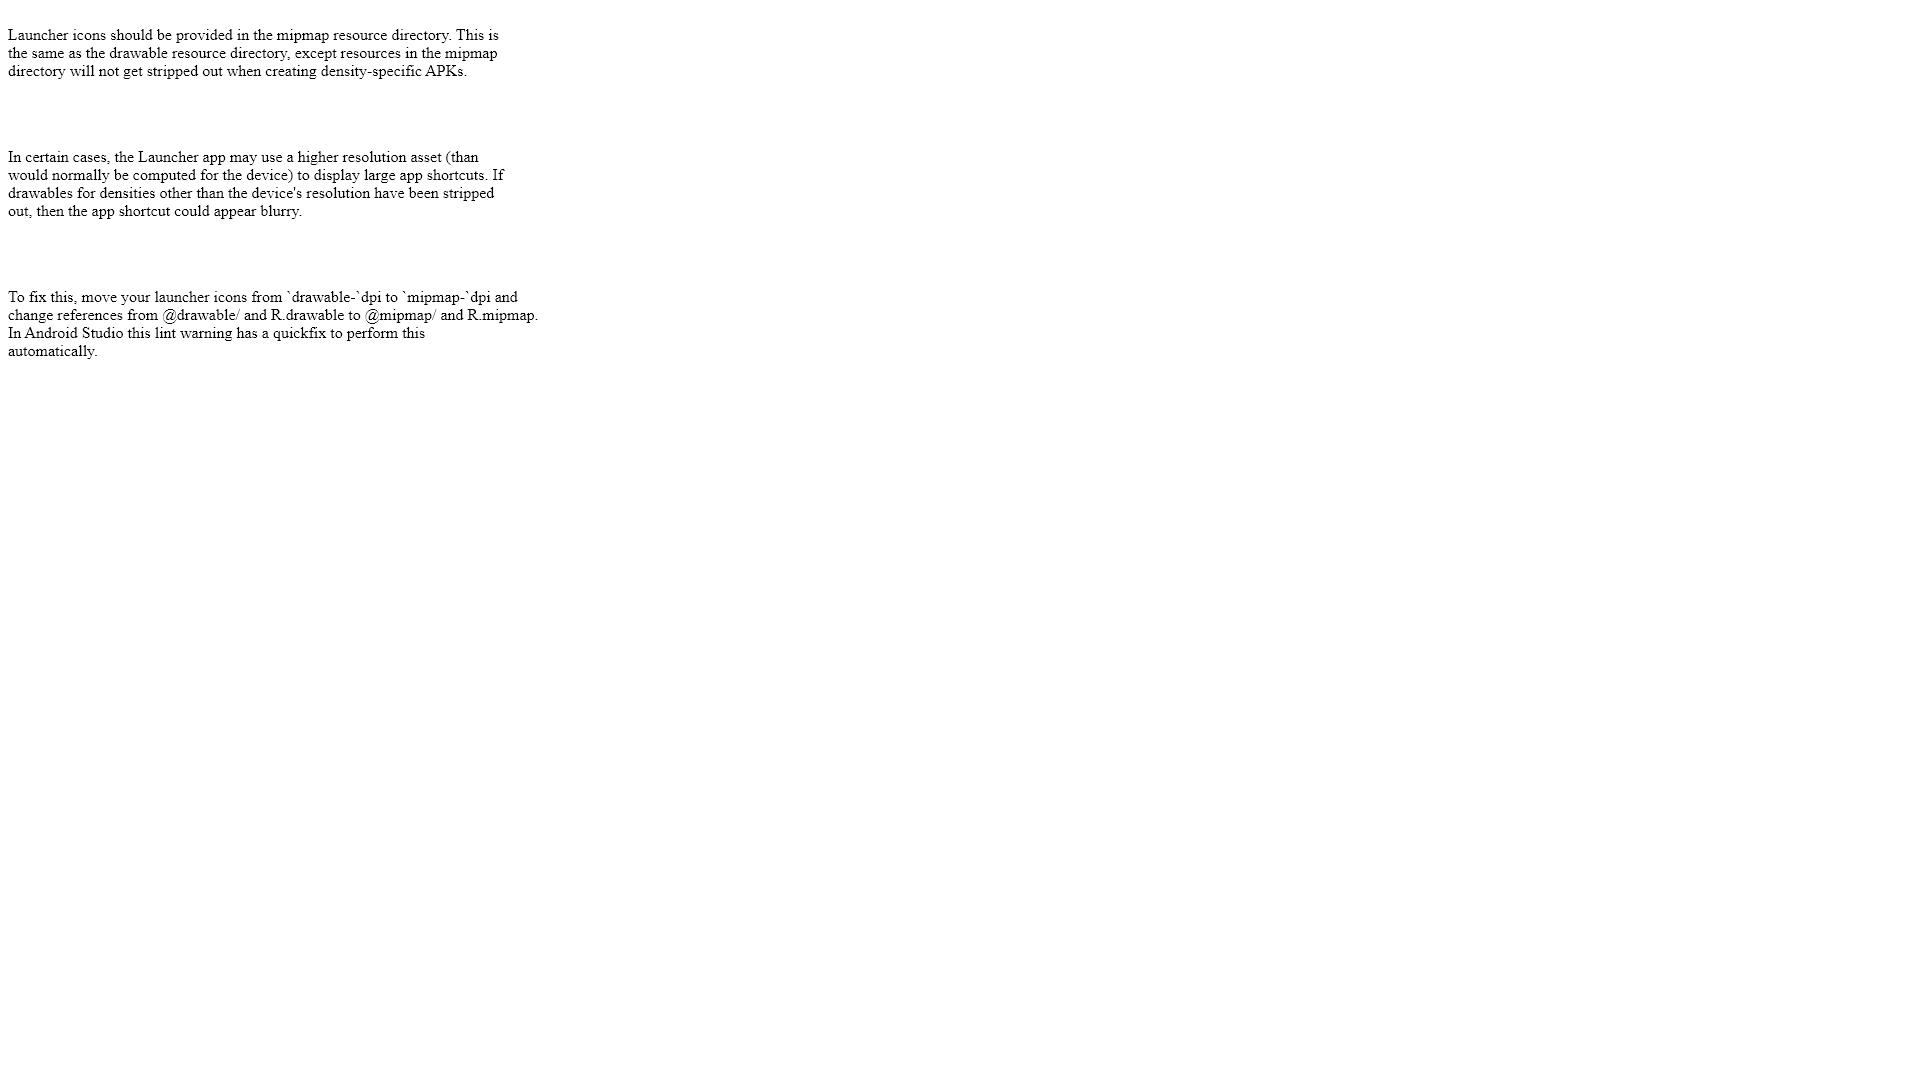 Launcher icons should be provided in the mipmap resource directory. This is
the same as the drawable resource directory, except resources in the mipmap
directory will not get stripped out when creating density-specific APKs.
In certain cases, the Launcher app may use a higher resolution asset (than
would normally be computed for the device) to display large app shortcuts. If
drawables for densities other than the device's resolution have been stripped
out, then the app shortcut could appear blurry.
To fix this, move your launcher icons from `drawable-`dpi to `mipmap-`dpi and
change references from @drawable/ and R.drawable to @mipmap/ and R.mipmap.
In Android Studio this lint warning has a quickfix to perform this
automatically.